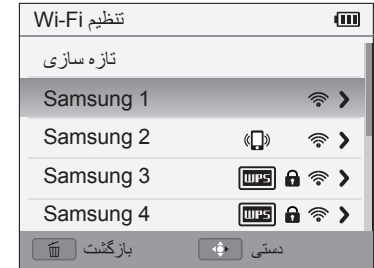 تنظیم Wi-Fi
تازه سازی
Samsung 1
Samsung 2
Samsung 3 WPS
Samsung 4 WPS
بازگشت دستی